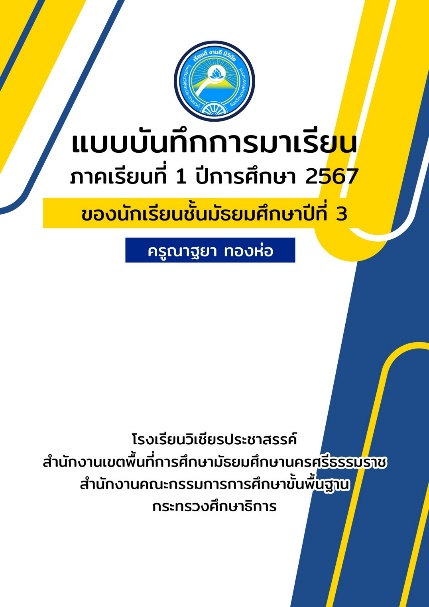 แบบบันทึกการมาเรียน
ภาคเรียนที่ 1 ปีการศึกษา 2567
ของนักเรียนชั้นมัธยมศึกษาปีที่ 3
ครูณาฐยา ทองห่อ
โรงเรียนวิเชียรประชาสรรค์
สำนักงานเขตพื้นที่การศึกษามัธยมศึกษานครศรีธรรมราช
สำนักงานคณะกรรมการการศึกษาขั้นพื้นฐาน
กระทรวงศึกษาธิการ